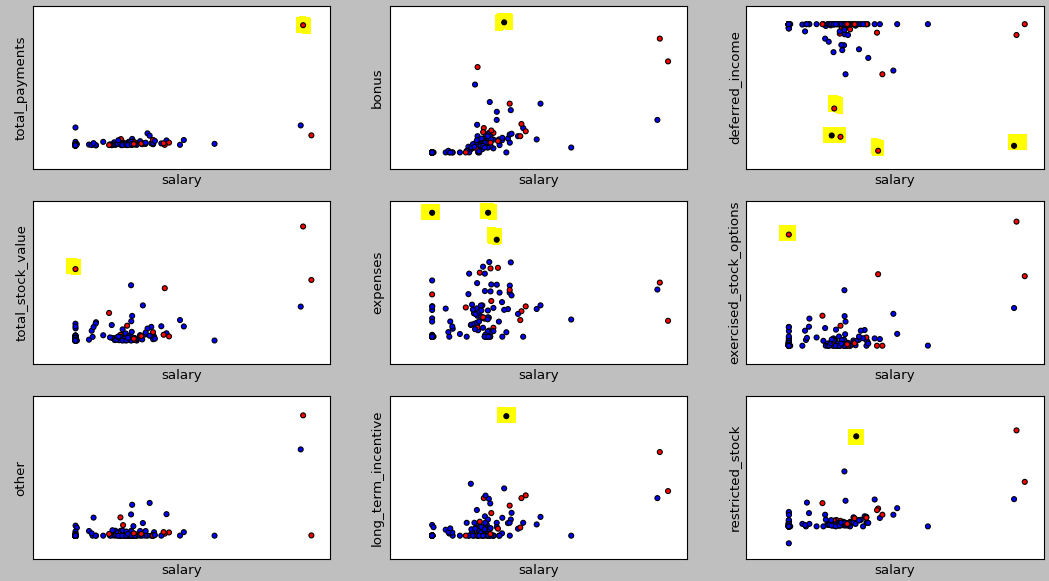 total_payments
salary
bonus
salary
deferred_income
salary
total_stock_value
salary
expenses
salary
exercised_stock_options
salary
other
salary
long_term_incentive
salary
restricted_stock
salary